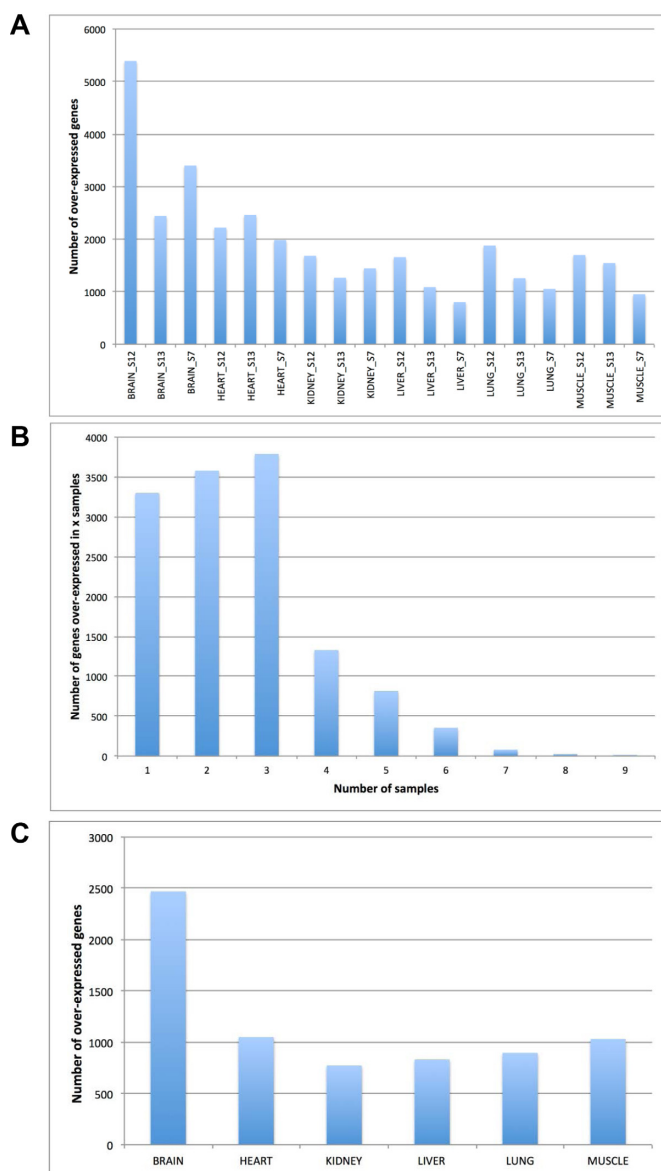 A
Number of over-expressed genes
6000
5000
4000
3000
2000
1000
0
BRAIN_S12
BRAIN_S13
BRAIN_S7
HEART_S12
HEART_S13
HEART_S7
KIDNEY_S12
KIDNEY_S13
KIDNEY_S7
LIVER_S12
LIVER_S13
LIVER_S7
LUNG_S12
LUNG_S13
LUNG_S7
MUSCLE_S12
MUSCLE_S13
MUSCLE_S7
B
Number of genes over-expressed in x samples
4000
3500
3000
2500
2000
1500
1000
500
0
1 2 3 4 5 6 7 8 9
Number of samples
C
Number of over-expressed genes
3000
2500
2000
1500
1000
500
0
BRAIN HEART KIDNEY LIVER LUNG MUSCLE